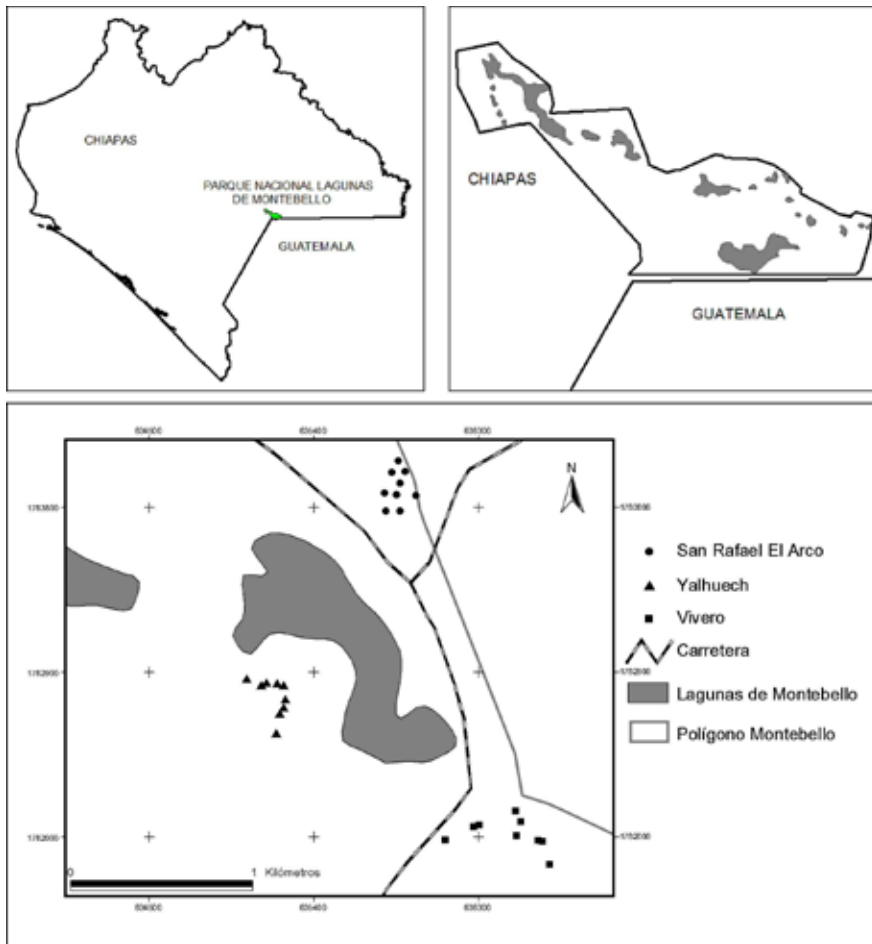 CHIAPAS
PARQUE NACIONAL LAGUNAS
DE MONTEBELLO
GUATEMALA
CHIAPAS
GUATEMALA
N
San Rafael El Arco
Yalhuech
Vivero
Carretera
Lagunas de Montebello
Polígono Montebello
0
1 Kilómetros